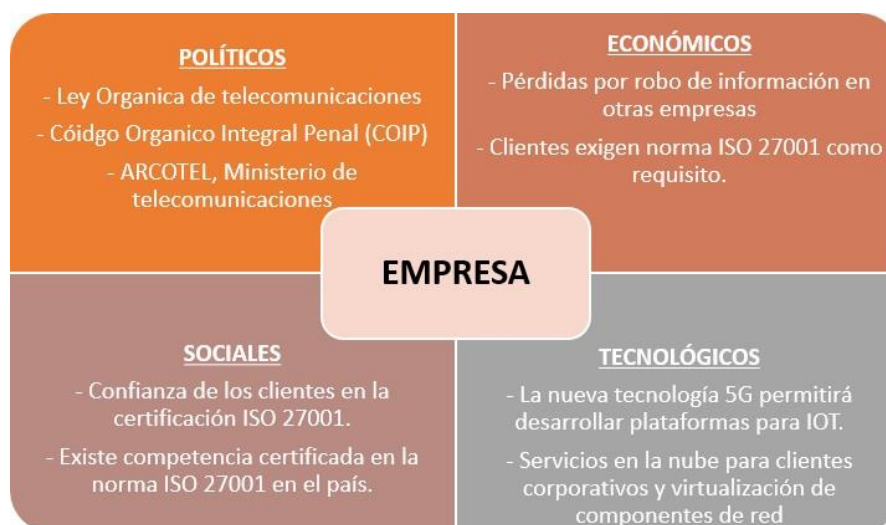 POLÍTICOS
- Ley Organica de telecomunicaciones
- Cóidgo Organico Integral Penal (COIP)
- ARCOTEL, Ministerio de
telecomunicaciones
ECONÓMICOS
- Pérdidas por robo de información en
otras empresas
- Clientes exigen norma ISO 27001 como
requisito.
EMPRESA
SOCIALES
- Confianza de los clientes en la
certificación ISO 27001.
- Existe competencia certificada en la
norma ISO 27001 en el país.
TECNOLÓGICOS
- La nueva tecnología 5G permitirá
desarrollar plataformas para IOT.
- Servicios en la nube para clientes
corporativos y virtualización de
componentes de red